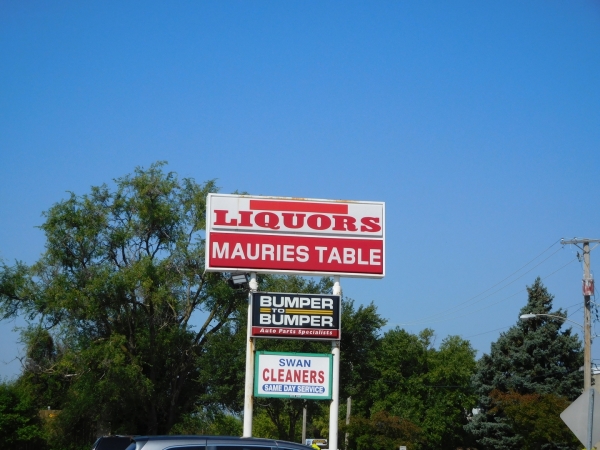 LIQUORS
MAURIES TABLE
BUMPER
TO
BUMPER
Auto Parts Specialists
SWAN
CLEANERS
SAME DAY SERVICE